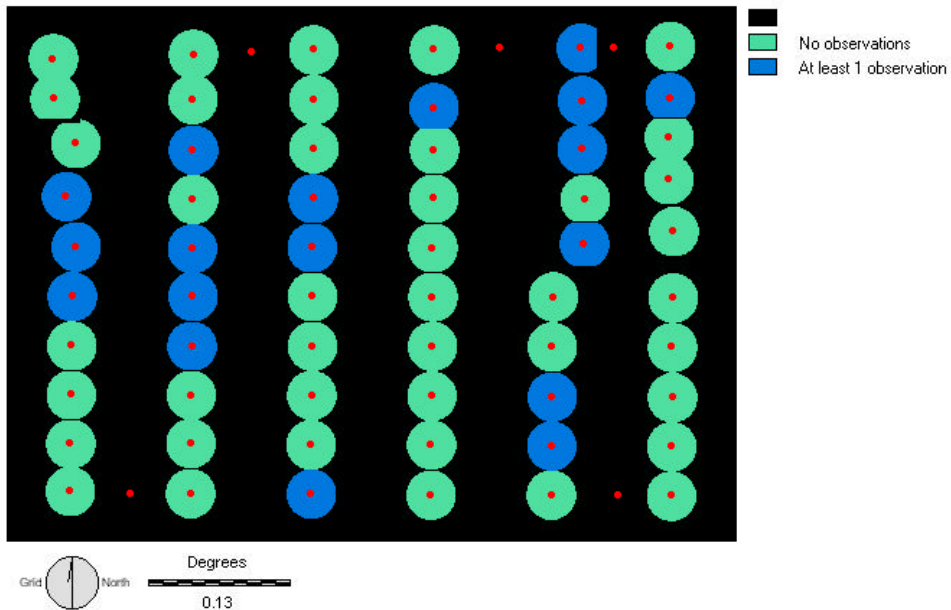 No observations
At least 1 observation
Degrees
Grid North
0.13